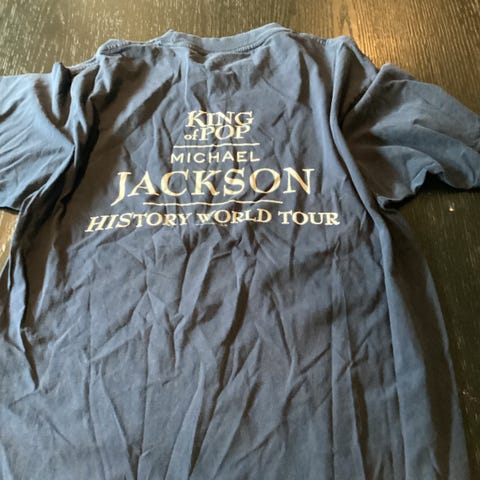 KING
of POP
MICHAEL
JACKSON
HISTORY WORLD TOUR